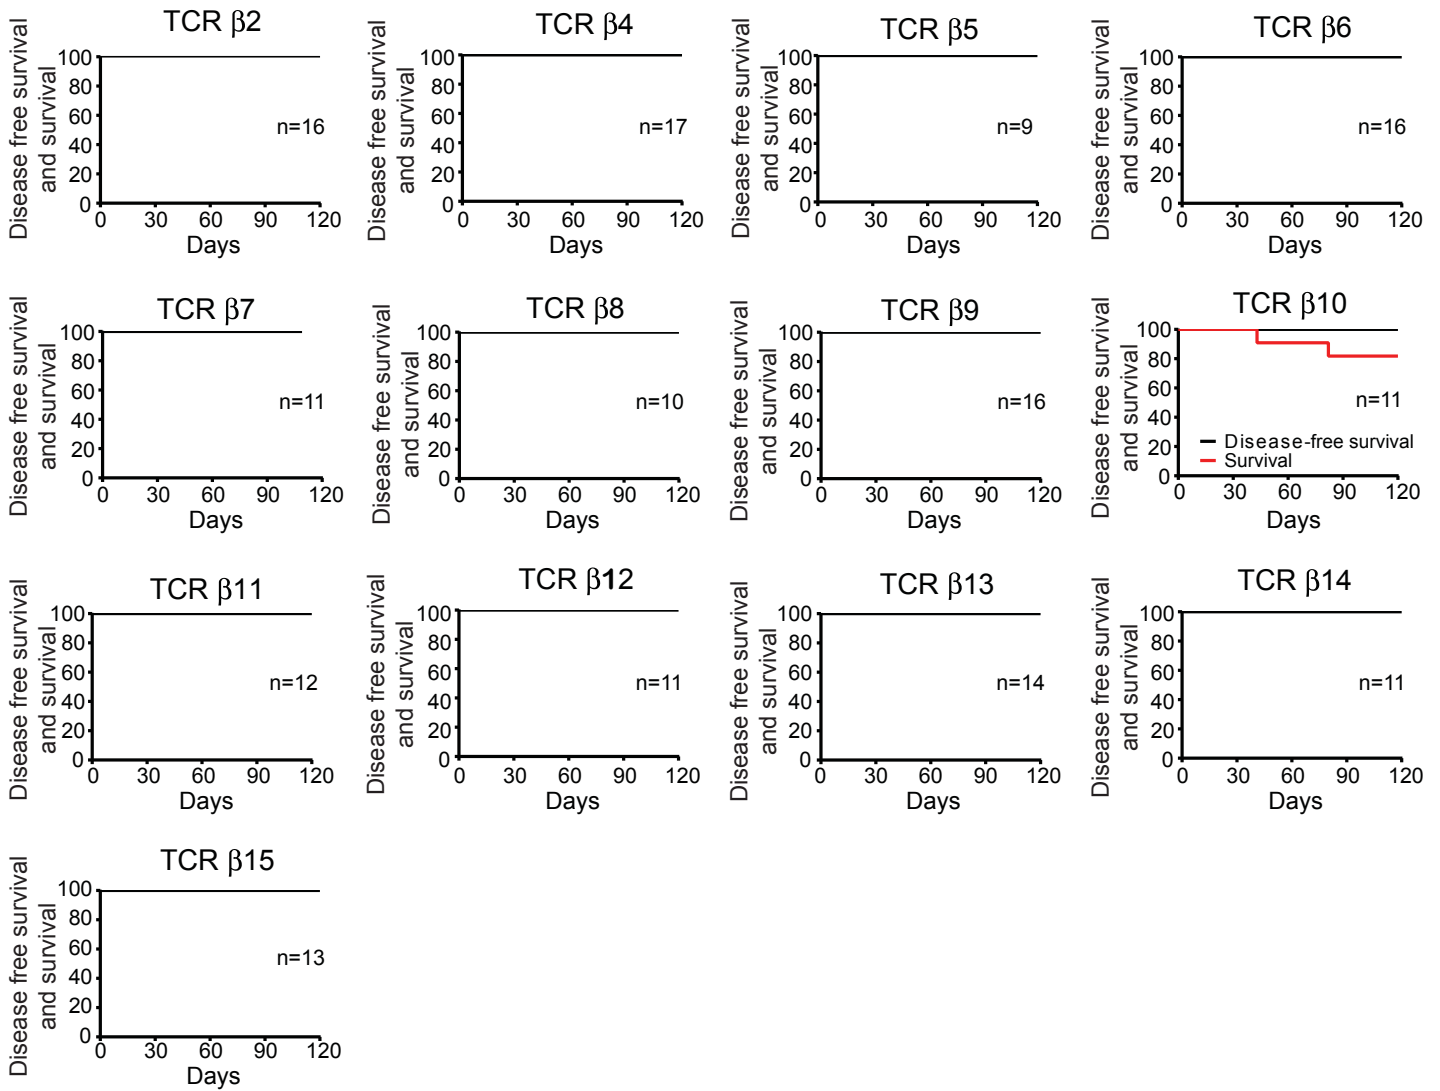 TCR β2
Disease free survival
and survival
100
80
60
40
20
0
n=16
0 30 60 90 120
Days
TCR β4
Disease free survival
and survival
100
80
60
40
20
0
n=17
0 30 60 90 120
Days
TCR β5
Disease free survival
and survival
100
80
60
40
20
0
n=9
0 30 60 90 120
Days
TCR β6
Disease free survival
and survival
100
80
60
40
20
0
n=16
0 30 60 90 120
Days
TCR β7
Disease free survival
and survival
100
80
60
40
20
0
n=11
0 30 60 90 120
Days
TCR β8
Disease free survival
and survival
100
80
60
40
20
0
n=10
0 30 60 90 120
Days
TCR β9
Disease free survival
and survival
100
80
60
40
20
0
n=16
0 30 60 90 120
Days
TCR β10
Disease free survival
and survival
100
80
60
40
20
0
n=11
Disease-free survival
Survival
0 30 60 90 120
Days
TCR β11
Disease free survival
and survival
100
80
60
40
20
0
n=12
0 30 60 90 120
Days
TCR β12
Disease free survival
and survival
100
80
60
40
20
0
n=11
0 30 60 90 120
Days
TCR β13
Disease free survival
and survival
100
80
60
40
20
0
n=14
0 30 60 90 120
Days
TCR β14
Disease free survival
and survival
100
80
60
40
20
0
n=11
0 30 60 90 120
Days
TCR β15
Disease free survival
and survival
100
80
60
40
20
0
n=13
0 30 60 90 120
Days